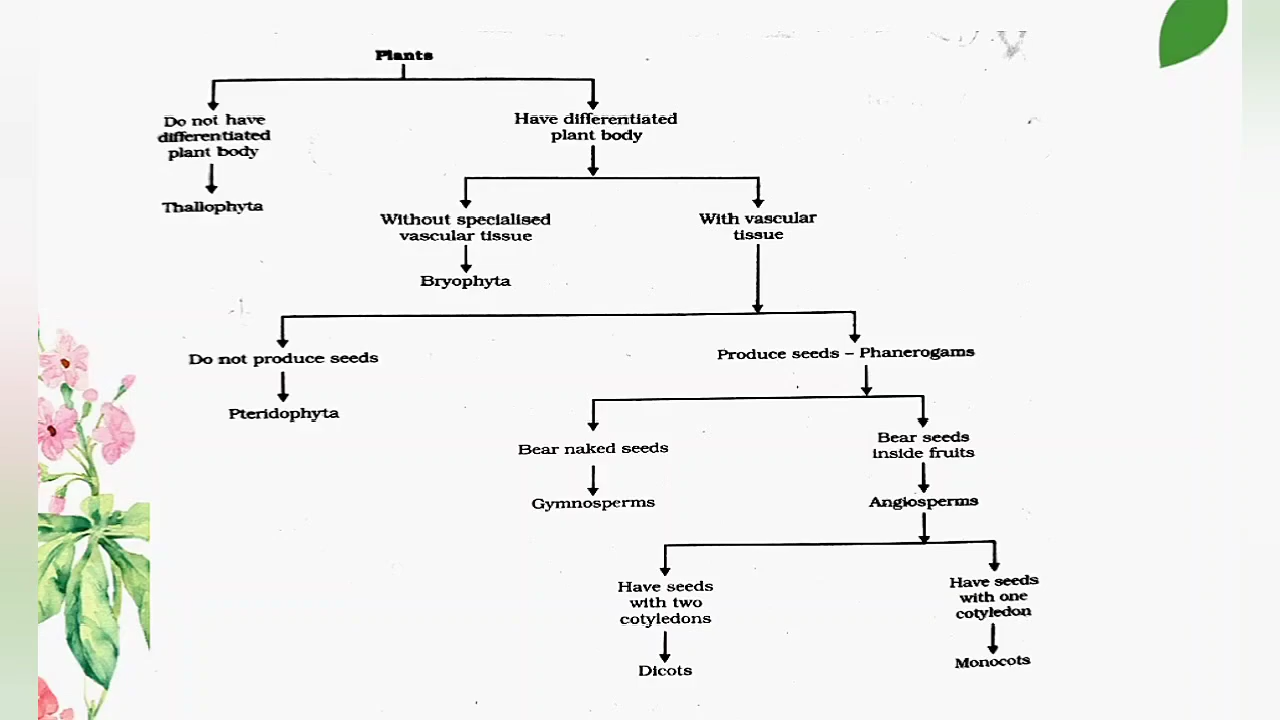 Plants
Do not have
differentiated
plant body
Have differentiated
plant body
Thallophyta
Without specialised
vascular tissue
With vascular
tissue
Bryophyta
Do not produce seeds
Produce seeds – Phanerogams
Pteridophyta
Bear naked seeds
Bear seeds
inside fruits
Gymnosperms
Angiosperms
Have seeds
with two
cotyledons
Have seeds
with one
cotyledon
Dicots
Monocots